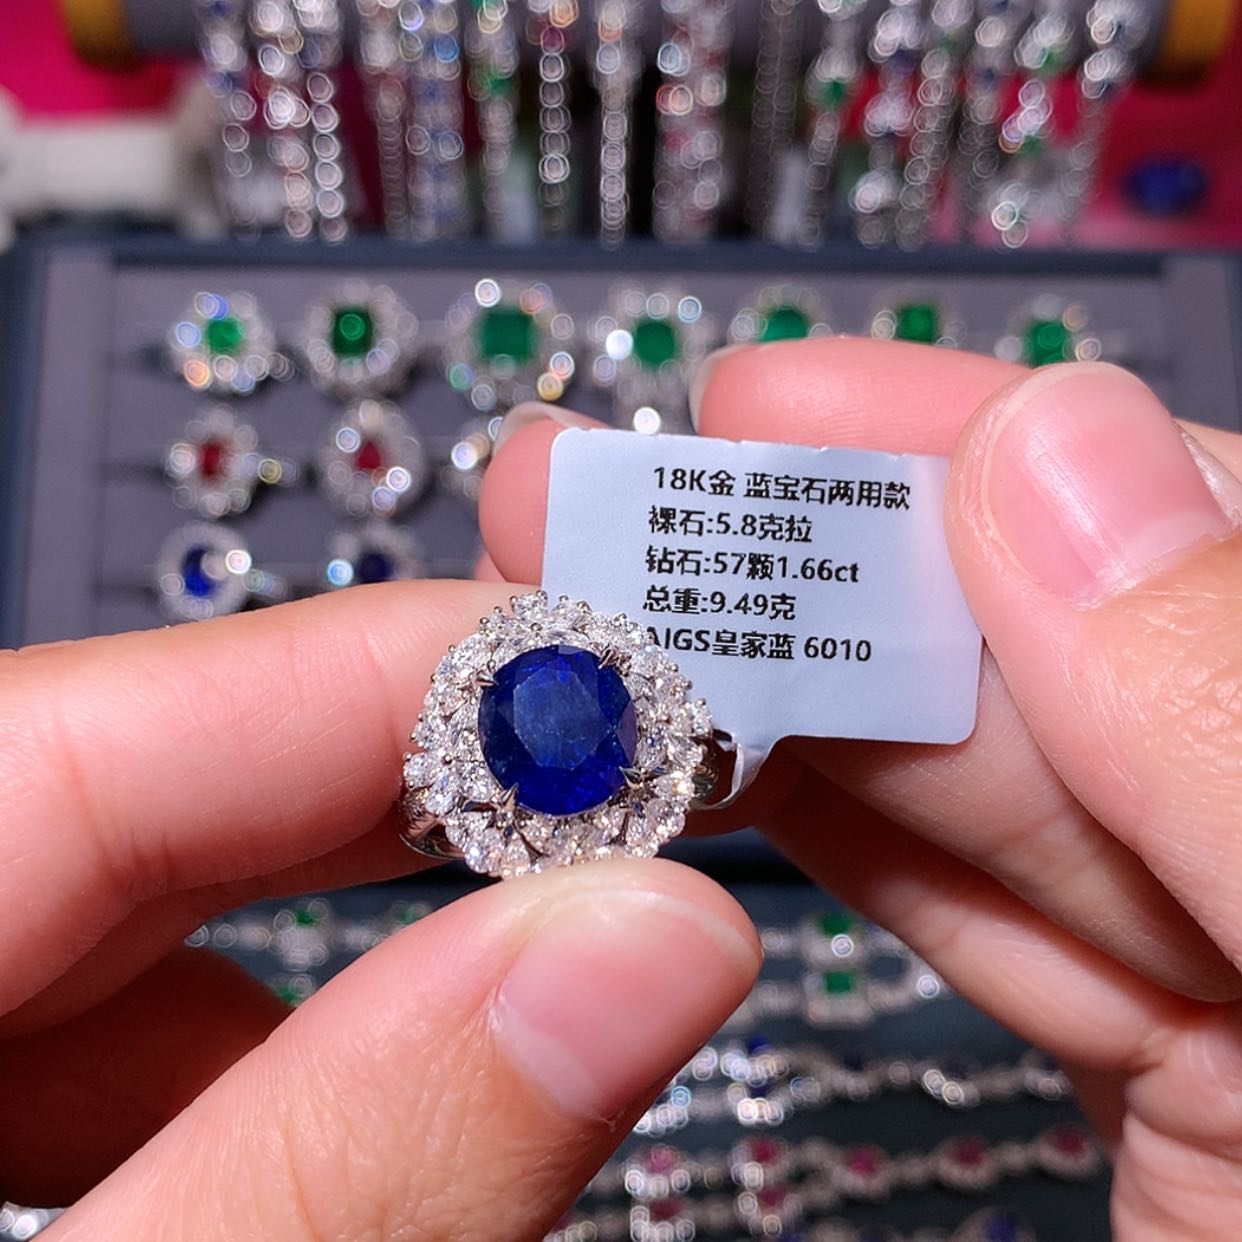 18K金 蓝宝石两用款
裸石:5.8克拉
钻石:57颗1.66ct
总重:9.49克
AIGS皇家蓝 6010